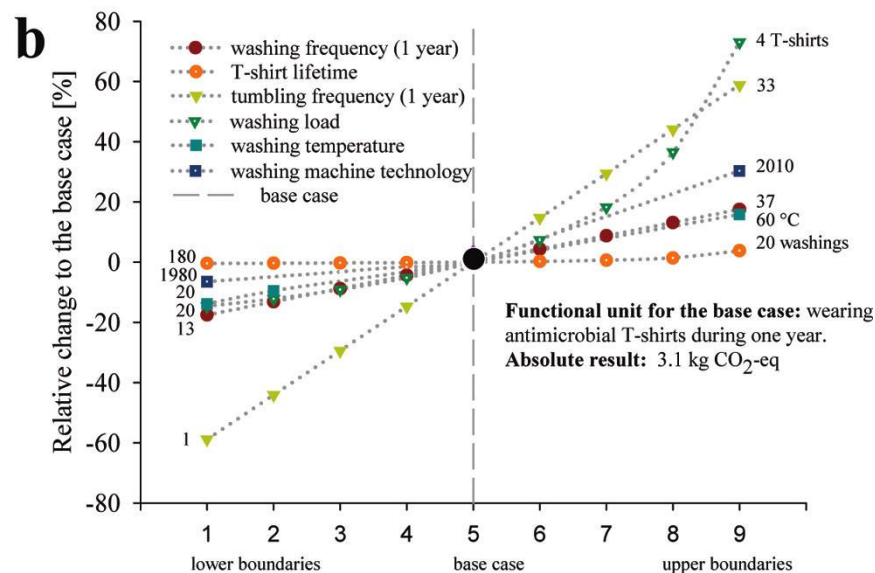 b
Relative change to the base case [%]
80
60
40
20
0
-20
-40
-60
-80
washing frequency (1 year)
T-shirt lifetime
tumbling frequency (1 year)
washing load
washing temperature
washing machine technology
base case
180
1980
20
20
13
1
4 T-shirts
33
2010
37
60 °C
20 washings
Functional unit for the base case: wearing
antimicrobial T-shirts during one year.
Absolute result: 3.1 kg CO2-eq
1 2 3 4 5 6 7 8 9
lower boundaries base case upper boundaries